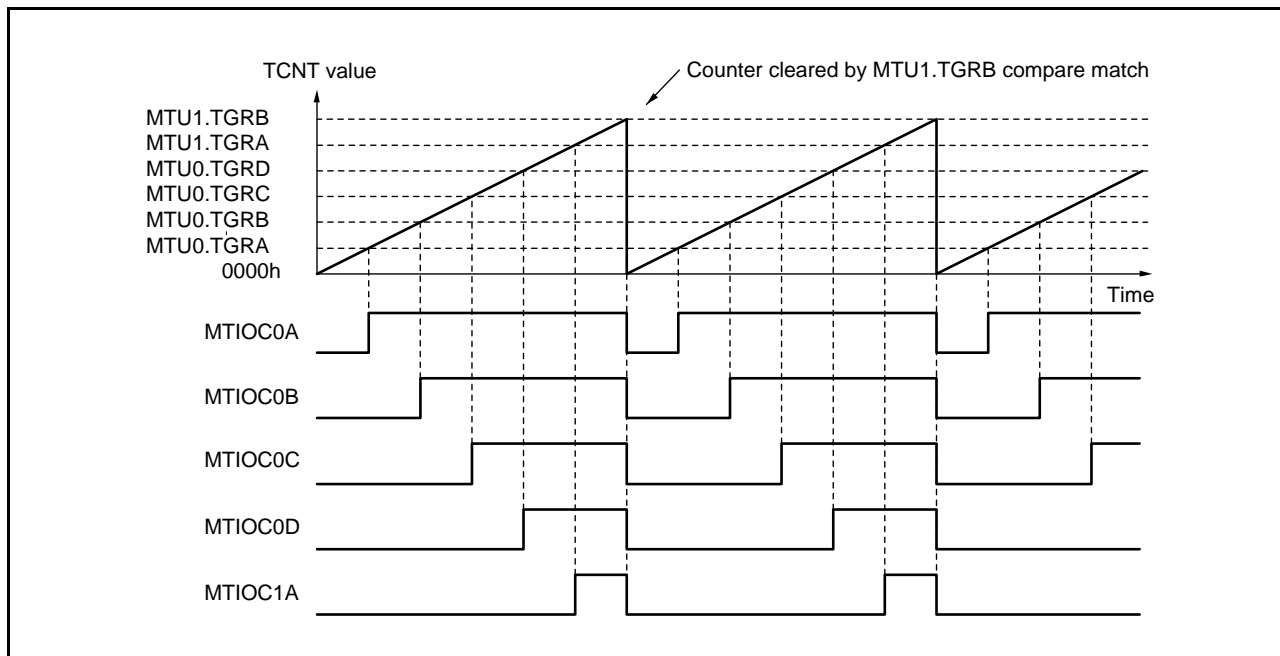 TCNT value
Counter cleared by MTU1.TGRB compare match
MTU1.TGRB
MTU1.TGRA
MTU0.TGRD
MTU0.TGRC
MTU0.TGRB
MTU0.TGRA
0000h
Time
MTIOC0A
MTIOC0B
MTIOC0C
MTIOC0D
MTIOC1A